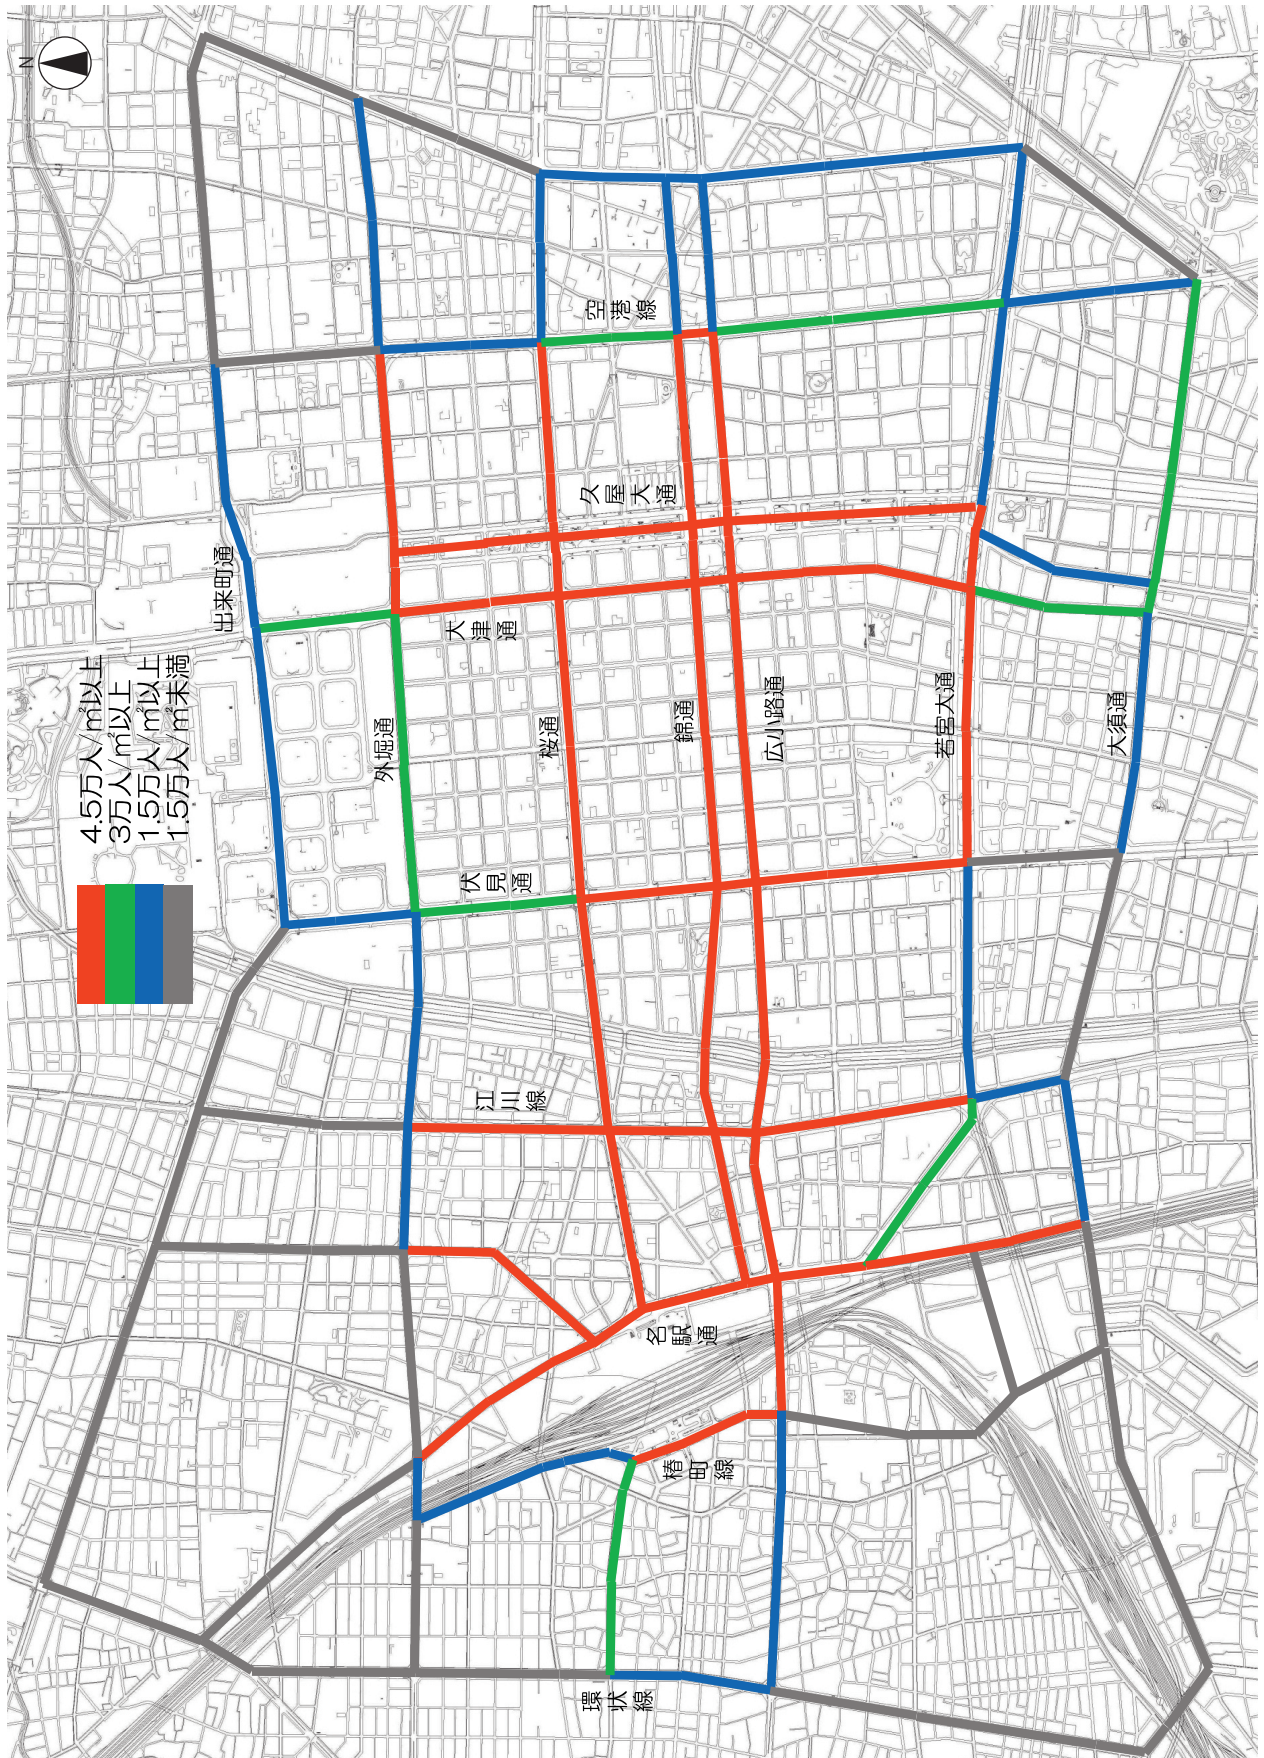 N
4.5万人/㎡以上
3万人/㎡以上
1.5万人/㎡以上
1.5万人/㎡未満
出来町通
外堀通
桜通
錦通
広小路通
若宮大通
大須通
空港線
久屋大通
大津通
伏見通
江川線
名駅通
椿町線
環状線